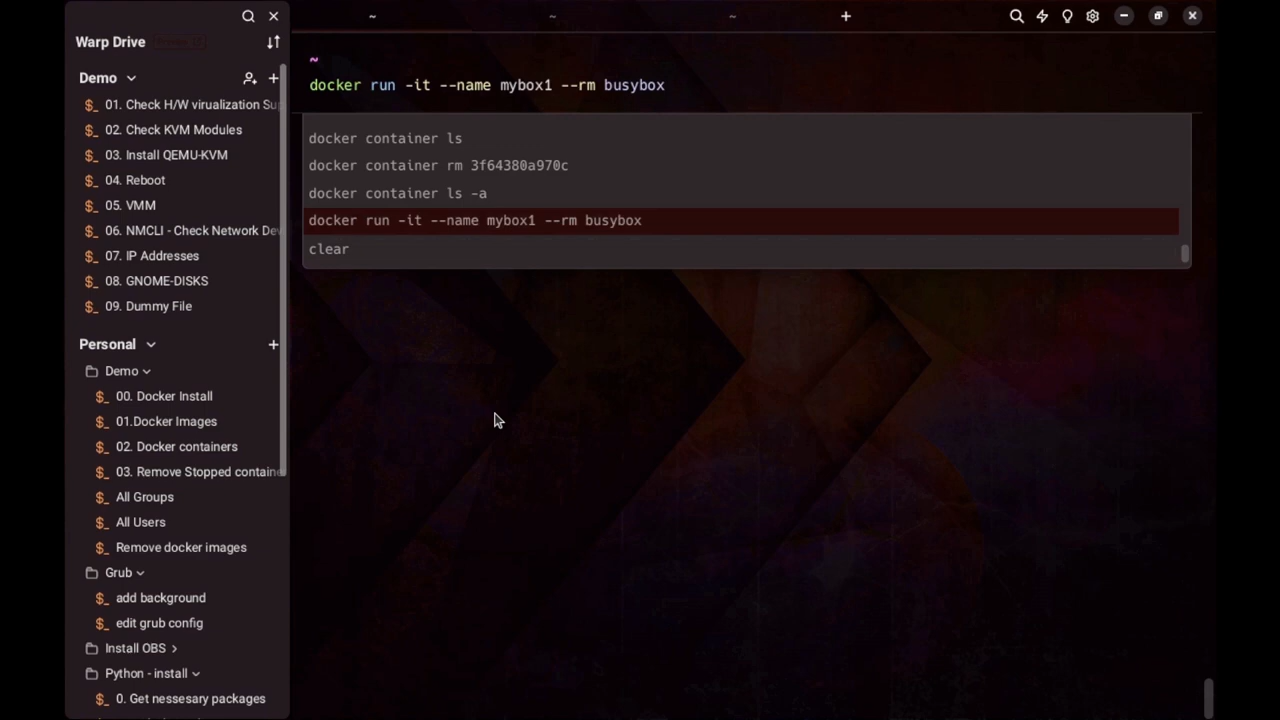 ~
~
~
Warp Drive
~
docker run -it --name mybox1 --rm busybox
Demo
01. Check H/W virualization Su
02. Check KVM Modules
03. Install QEMU-KVM
04. Reboot
05. VMM
06. NMCLI - Check Network De
07. IP Addresses
08. GNOME-DISKS
09. Dummy File
docker container ls
docker container rm 3f64380a970c
docker container ls -a
docker run -it --name mybox1 --rm busybox
clear
Personal
Demo
00. Docker Install
01.Docker Images
02. Docker containers
03. Remove Stopped containe
All Groups
All Users
Remove docker images
Grub
add background
edit grub config
Install OBS
Python - install
0. Get nessesary packages